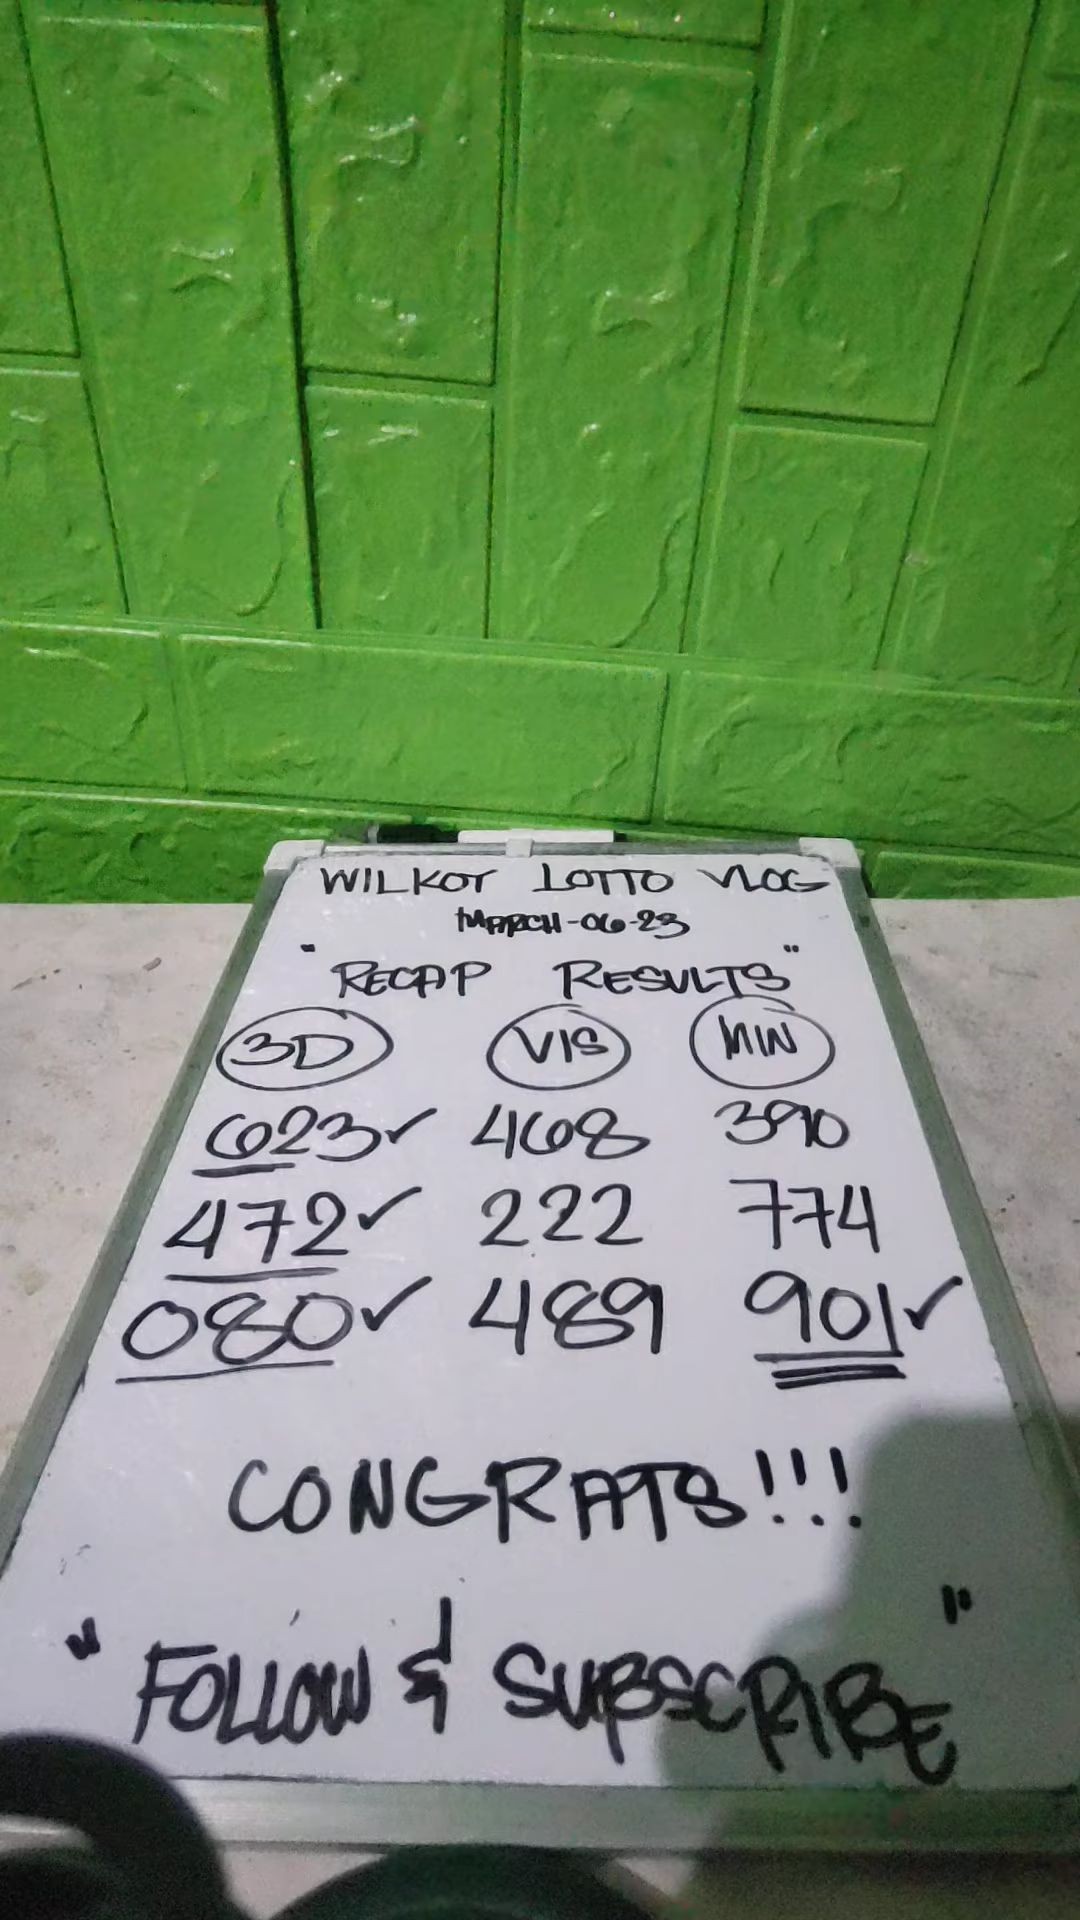 WILKOY LOTTO VLOG
MARCH-06-23
"RECAP RESULTS"
3D VIS MIN
623✓ 468 390
472✓ 222 774
080✓ 489 901✓
CONGRATS!!!
"FOLLOW & SUBSCRIBE"